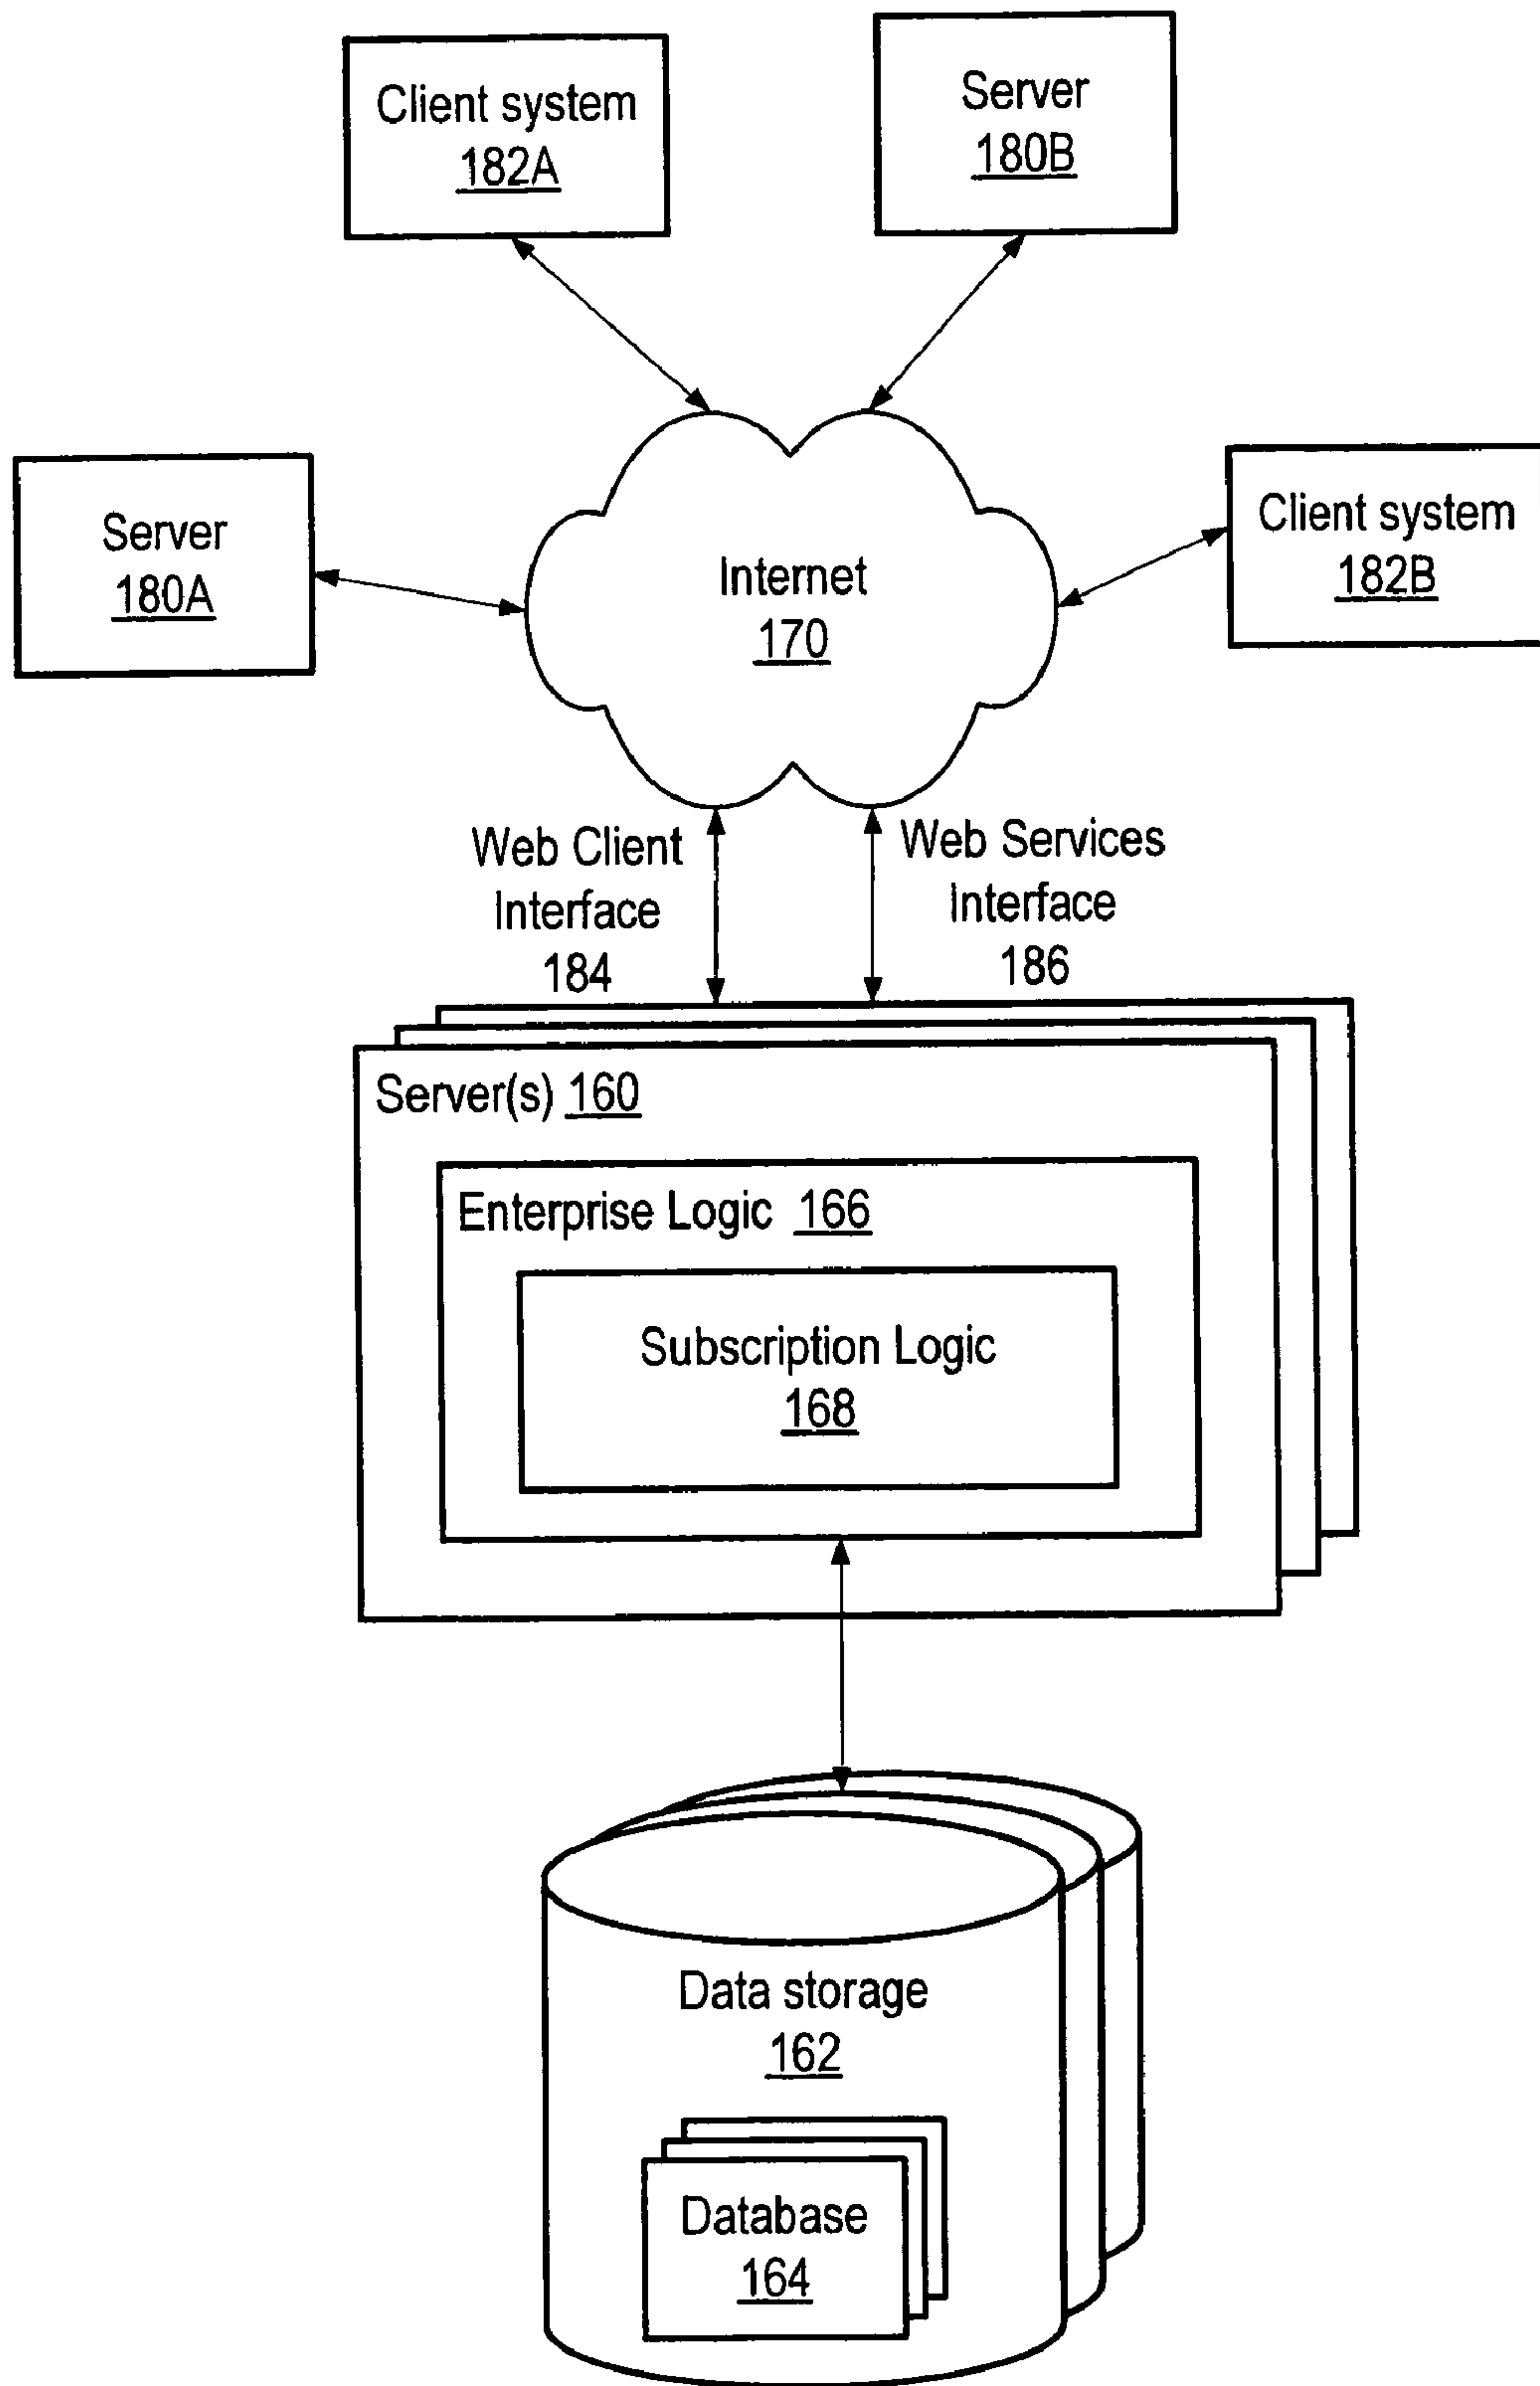 Client system
182A
Server
180B
Server
180A
Internet
170
Client system
182B
Web Client
Interface
184
Web Services
Interface
186
Server(s) 160
Enterprise Logic 166
Subscription Logic
168
Data storage
162
Database
164